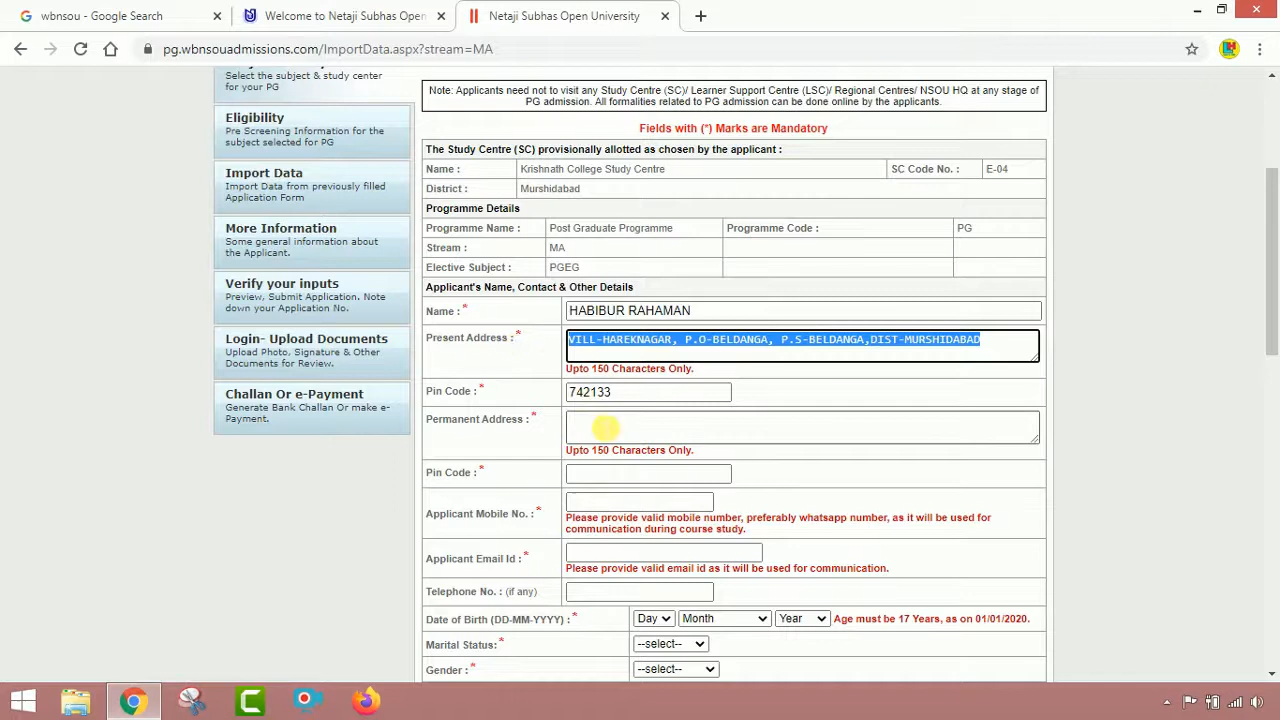 wbnsou - Google Search
Welcome to Netaji Subhas Open
Netaji Subhas Open University
pg.wbnsouadmissions.com/ImportData.aspx?stream=MA
Select the subject & study center
for your PG
Eligibility
Pre Screening Information for the
subject selected for PG
Import Data
Import Data from previously filled
Application Form
More Information
Some general information about
the Applicant.
Verify your inputs
Preview, Submit Application. Note
down your Application No.
Login- Upload Documents
Upload Photo, Signature & Other
Documents for Review.
Challan Or e-Payment
Generate Bank Challan Or make e-
Payment.
Note: Applicants need not to visit any Study Centre (SC)/ Learner Support Centre (LSC)/ Regional Centres/ NSOU HQ at any stage of
PG admission. All formalities related to PG admission can be done online by the applicants.
Fields with (*) Marks are Mandatory
The Study Centre (SC) provisionally allotted as chosen by the applicant :
Name : Krishnath College Study Centre SC Code No. : E-04
District : Murshidabad
Programme Details
Programme Name : Post Graduate Programme Programme Code : PG
Stream : MA
Elective Subject : PGEG
Applicant's Name, Contact & Other Details
Name : * HABIBUR RAHAMAN
Present Address : * VILL-HAREKNAGAR, P.O-BELDANGA, P.S-BELDANGA,DIST-MURSHIDABAD
Upto 150 Characters Only.
Pin Code : * 742133
Permanent Address : *
Upto 150 Characters Only.
Pin Code : *
Applicant Mobile No. : *
Please provide valid mobile number, preferably whatsapp number, as it will be used for
communication during course study.
Applicant Email Id : *
Please provide valid email id as it will be used for communication.
Telephone No. : (if any)
Date of Birth (DD-MM-YYYY) : * Day Month Year Age must be 17 Years, as on 01/01/2020.
Marital Status: * --select--
Gender : * --select--